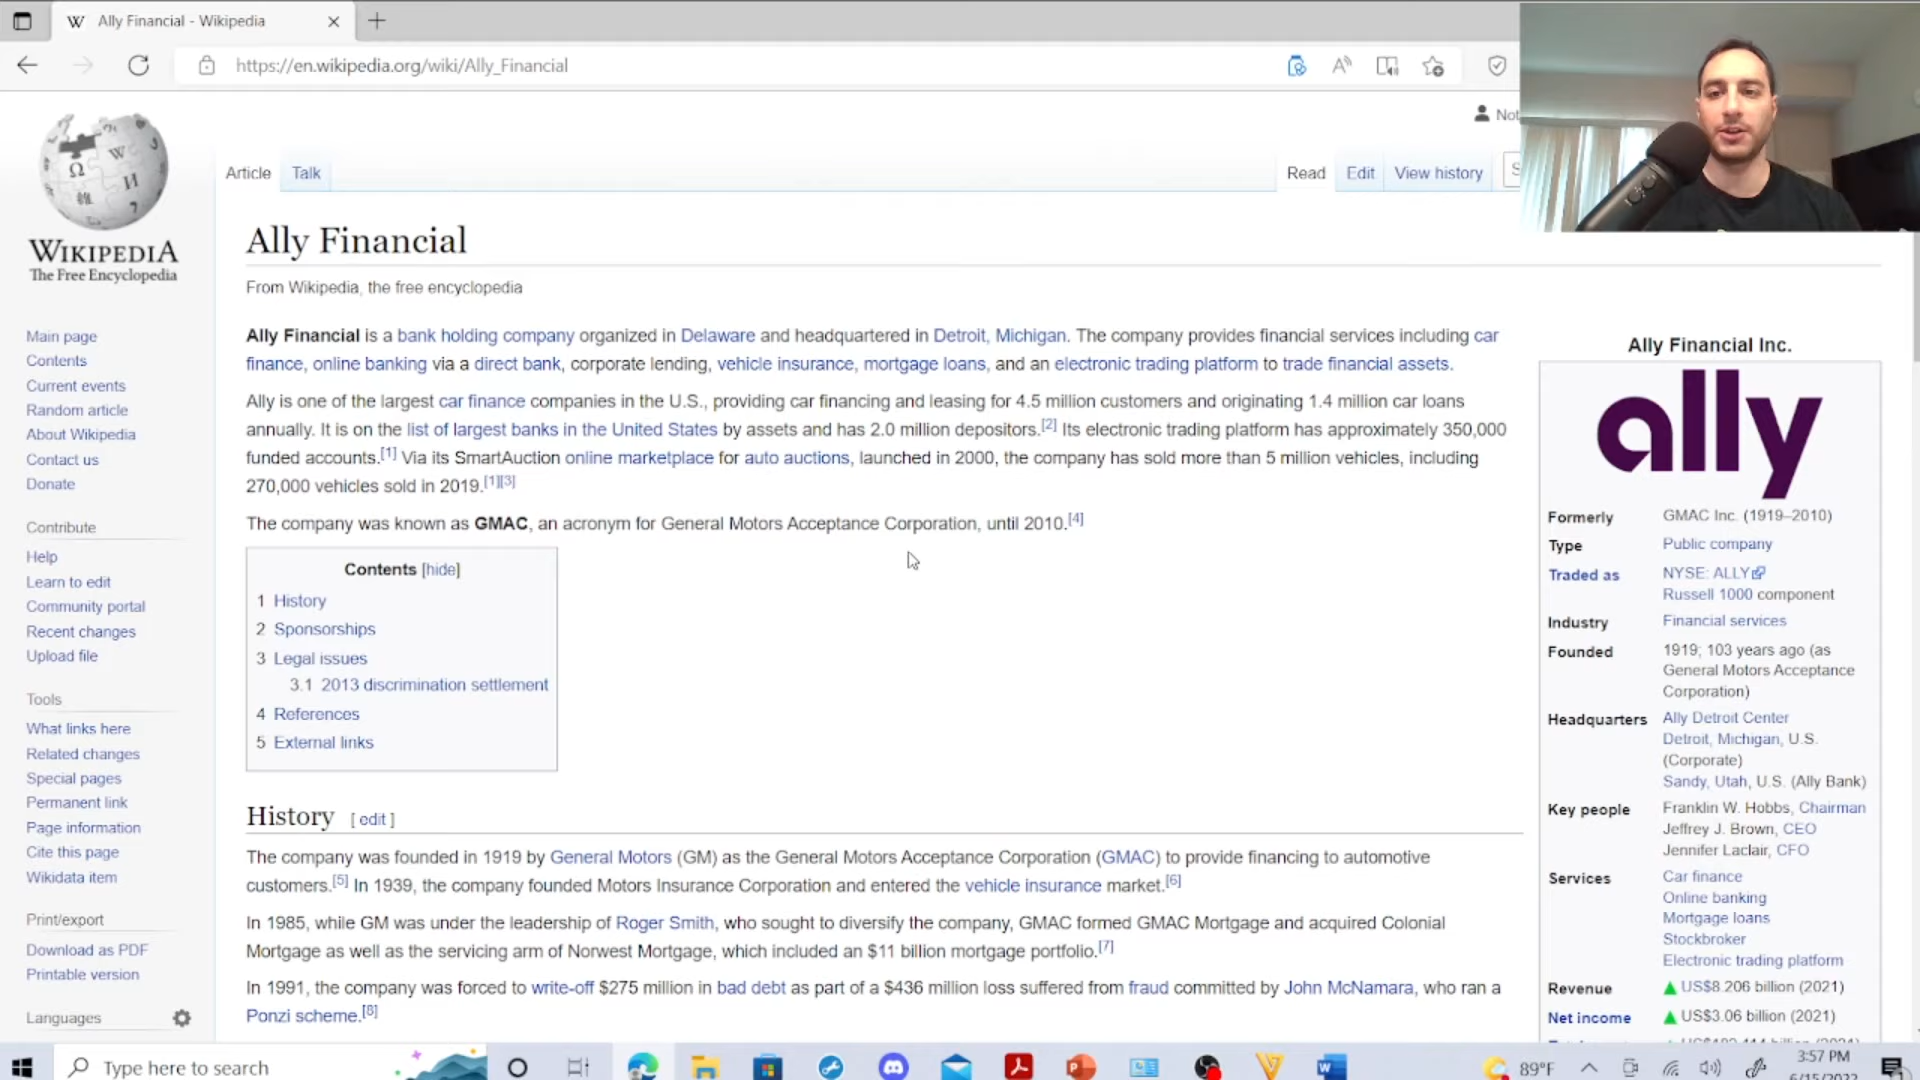 Ally Financial - Wikipedia
https://en.wikipedia.org/wiki/Ally_Financial
Not
Article
Talk
Read
Edit
View history
S
WIKIPEDIA
The Free Encyclopedia
Main page
Contents
Current events
Random article
About Wikipedia
Contact us
Donate
Contribute
Help
Learn to edit
Community portal
Recent changes
Upload file
Tools
What links here
Related changes
Special pages
Permanent link
Page information
Cite this page
Wikidata item
Print/export
Download as PDF
Printable version
Languages
Ally Financial
From Wikipedia, the free encyclopedia
Ally Financial is a bank holding company organized in Delaware and headquartered in Detroit, Michigan. The company provides financial services including car
finance, online banking via a direct bank, corporate lending, vehicle insurance, mortgage loans, and an electronic trading platform to trade financial assets.
Ally is one of the largest car finance companies in the U.S., providing car financing and leasing for 4.5 million customers and originating 1.4 million car loans
annually. It is on the list of largest banks in the United States by assets and has 2.0 million depositors.[2] Its electronic trading platform has approximately 350,000
funded accounts.[1] Via its SmartAuction online marketplace for auto auctions, launched in 2000, the company has sold more than 5 million vehicles, including
270,000 vehicles sold in 2019.[1][3]
The company was known as GMAC, an acronym for General Motors Acceptance Corporation, until 2010.[4]
Contents [hide]
1 History
2 Sponsorships
3 Legal issues
3.1 2013 discrimination settlement
4 References
5 External links
History [ edit ]
The company was founded in 1919 by General Motors (GM) as the General Motors Acceptance Corporation (GMAC) to provide financing to automotive
customers.[5] In 1939, the company founded Motors Insurance Corporation and entered the vehicle insurance market.[6]
In 1985, while GM was under the leadership of Roger Smith, who sought to diversify the company, GMAC formed GMAC Mortgage and acquired Colonial
Mortgage as well as the servicing arm of Norwest Mortgage, which included an $11 billion mortgage portfolio.[7]
In 1991, the company was forced to write-off $275 million in bad debt as part of a $436 million loss suffered from fraud committed by John McNamara, who ran a
Ponzi scheme.[8]
Ally Financial Inc.
ally
Formerly GMAC Inc. (1919–2010)
Type Public company
Traded as NYSE: ALLY
Russell 1000 component
Industry Financial services
Founded 1919; 103 years ago (as
General Motors Acceptance
Corporation)
Headquarters Ally Detroit Center
Detroit, Michigan, U.S.
(Corporate)
Sandy, Utah, U.S. (Ally Bank)
Key people Franklin W. Hobbs, Chairman
Jeffrey J. Brown, CEO
Jennifer Laclair, CFO
Services Car finance
Online banking
Mortgage loans
Stockbroker
Electronic trading platform
Revenue US$8.206 billion (2021)
Net income US$3.06 billion (2021)
Type here to search
89°F
3:57 PM